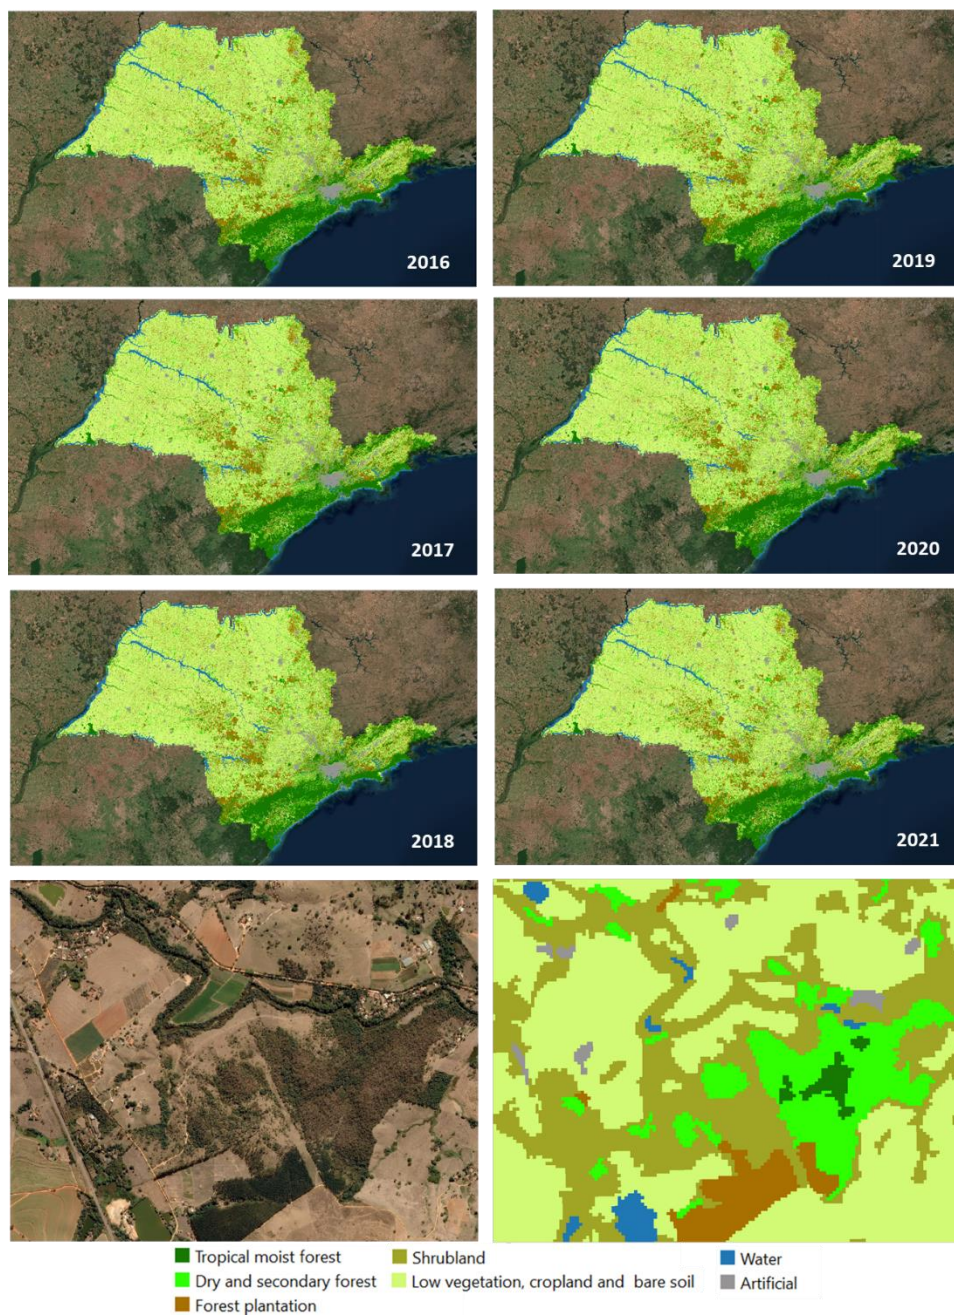 2016
2019
2017
2020
2018
2021
Tropical moist forest
Shrubland
Water
Dry and secondary forest
Low vegetation, cropland and bare soil
Artificial
Forest plantation